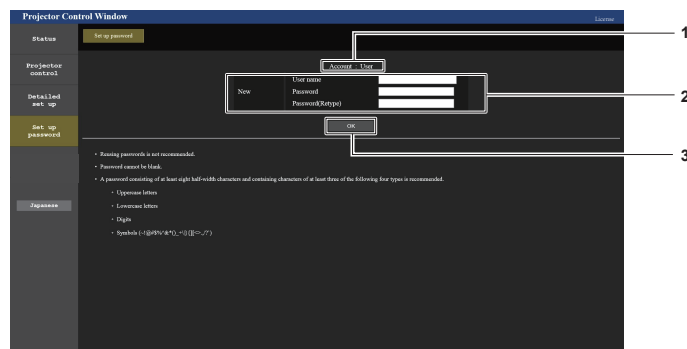 Projector Control Window
License
1
Status
Set up password
Projector
control
Account : User
User name
New
Password
Password(Retype)
2
Detailed
set up
OK
3
Set up
password
• Reusing passwords is not recommended.
• Password cannot be blank.
• A password consisting of at least eight half-width characters and containing characters of at least three of the following four types is recommended.
• Uppercase letters
• Lowercase letters
• Digits
• Symbols
Japanese